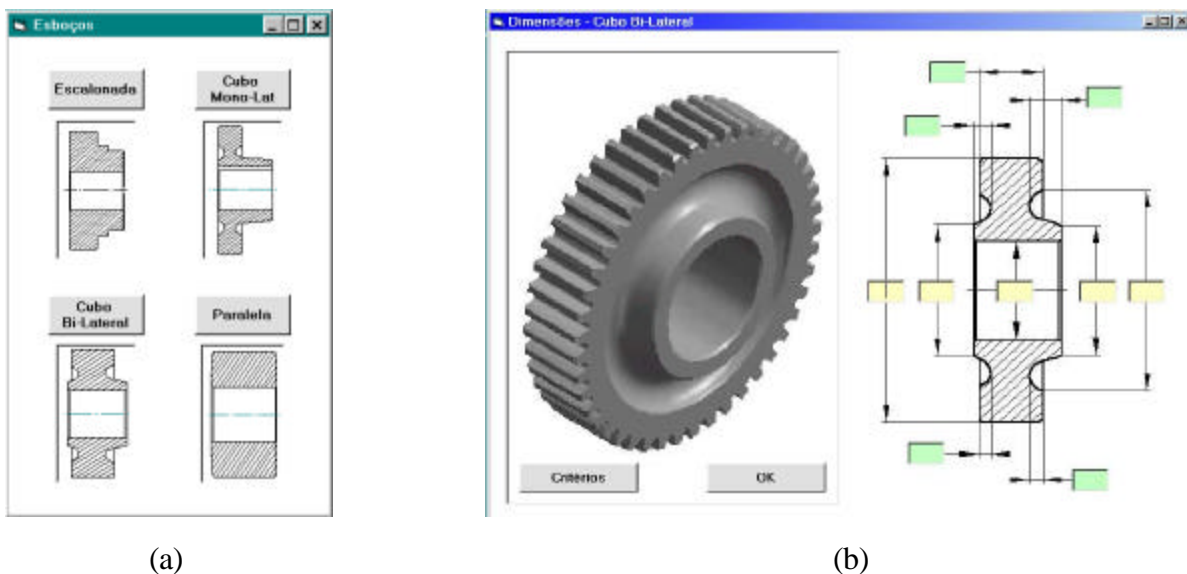 Esboços
Escalonada
Cubo
Mono-Lat
Cubo
Bi-Lateral
Paralela
Dimensões - Cubo Bi-Lateral
Critérios
OK
(a)
(b)